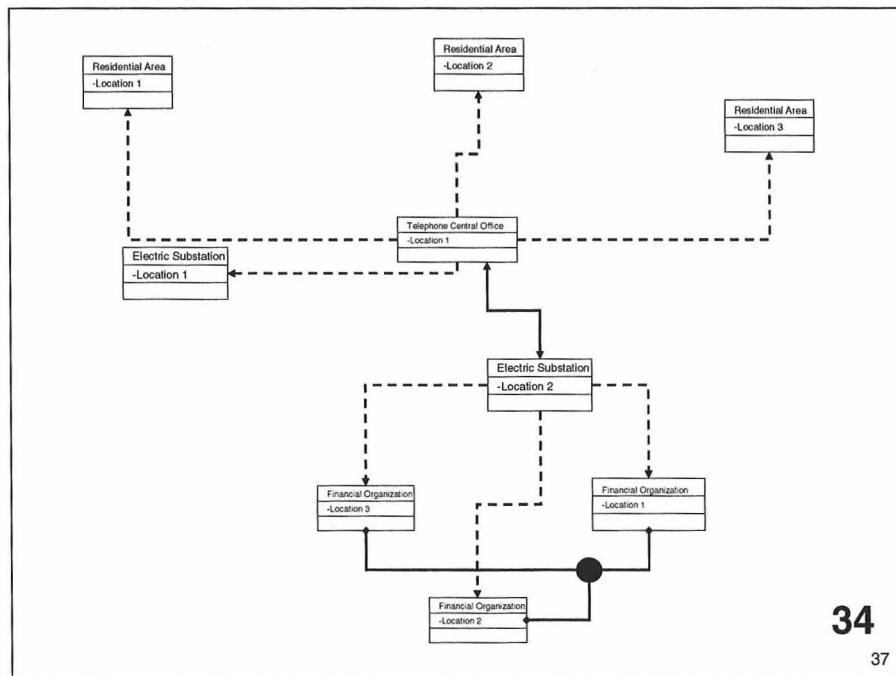 Residential Area
-Location 1
Residential Area
-Location 2
Residential Area
-Location 3
Telephone Central Office
-Location 1
Electric Substation
-Location 1
Electric Substation
-Location 2
Financial Organization
-Location 3
Financial Organization
-Location 1
Financial Organization
-Location 2
34
37